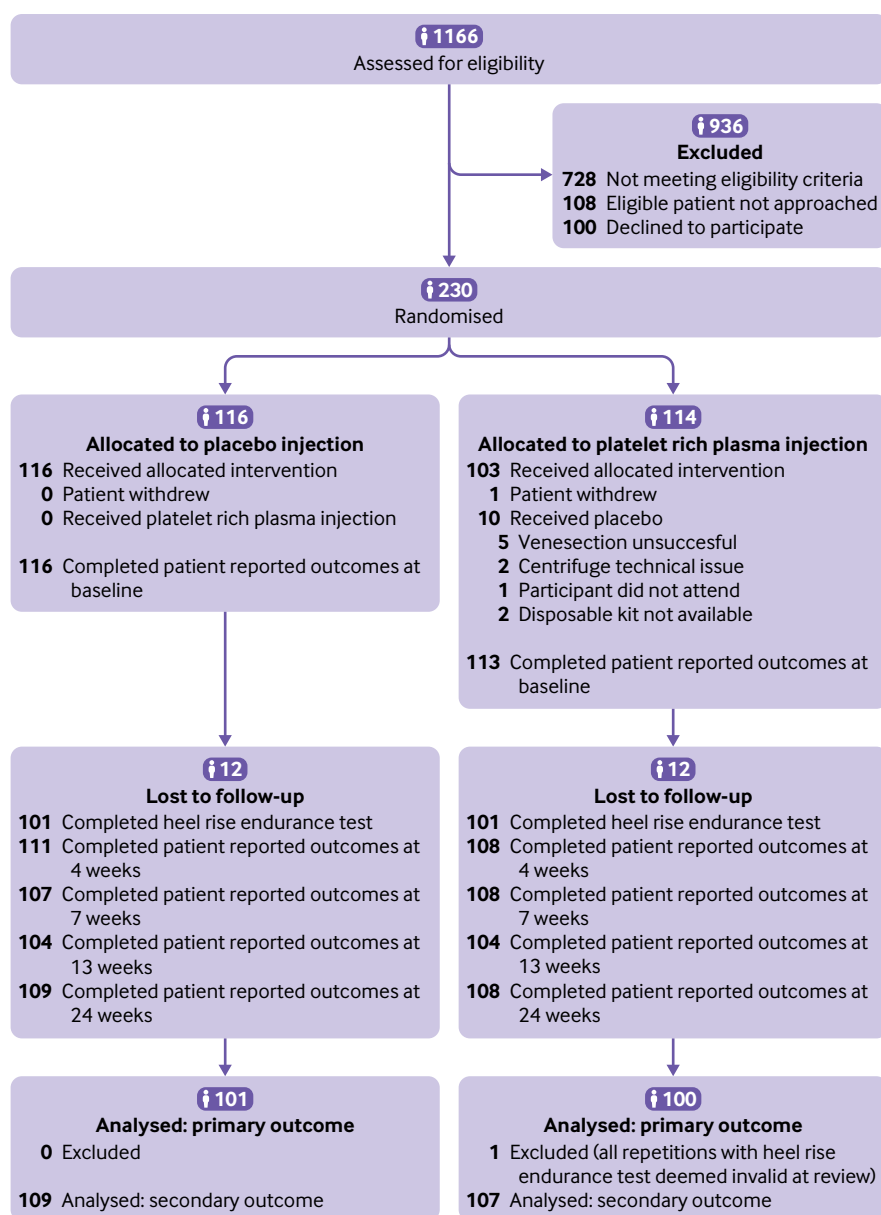 1166
Assessed for eligibility
936
Excluded
728 Not meeting eligibility criteria
108 Eligible patient not approached
100 Declined to participate
230
Randomised
116
Allocated to placebo injection
116 Received allocated intervention
0 Patient withdrew
0 Received platelet rich plasma injection
116 Completed patient reported outcomes at
baseline
114
Allocated to platelet rich plasma injection
103 Received allocated intervention
1 Patient withdrew
10 Received placebo
5 Venesection unsuccesful
2 Centrifuge technical issue
1 Participant did not attend
2 Disposable kit not available
113 Completed patient reported outcomes at
baseline
12
Lost to follow-up
101 Completed heel rise endurance test
111 Completed patient reported outcomes at
4 weeks
107 Completed patient reported outcomes at
7 weeks
104 Completed patient reported outcomes at
13 weeks
109 Completed patient reported outcomes at
24 weeks
12
Lost to follow-up
101 Completed heel rise endurance test
108 Completed patient reported outcomes at
4 weeks
108 Completed patient reported outcomes at
7 weeks
104 Completed patient reported outcomes at
13 weeks
108 Completed patient reported outcomes at
24 weeks
101
Analysed: primary outcome
0 Excluded
109 Analysed: secondary outcome
100
Analysed: primary outcome
1 Excluded (all repetitions with heel rise
endurance test deemed invalid at review)
107 Analysed: secondary outcome